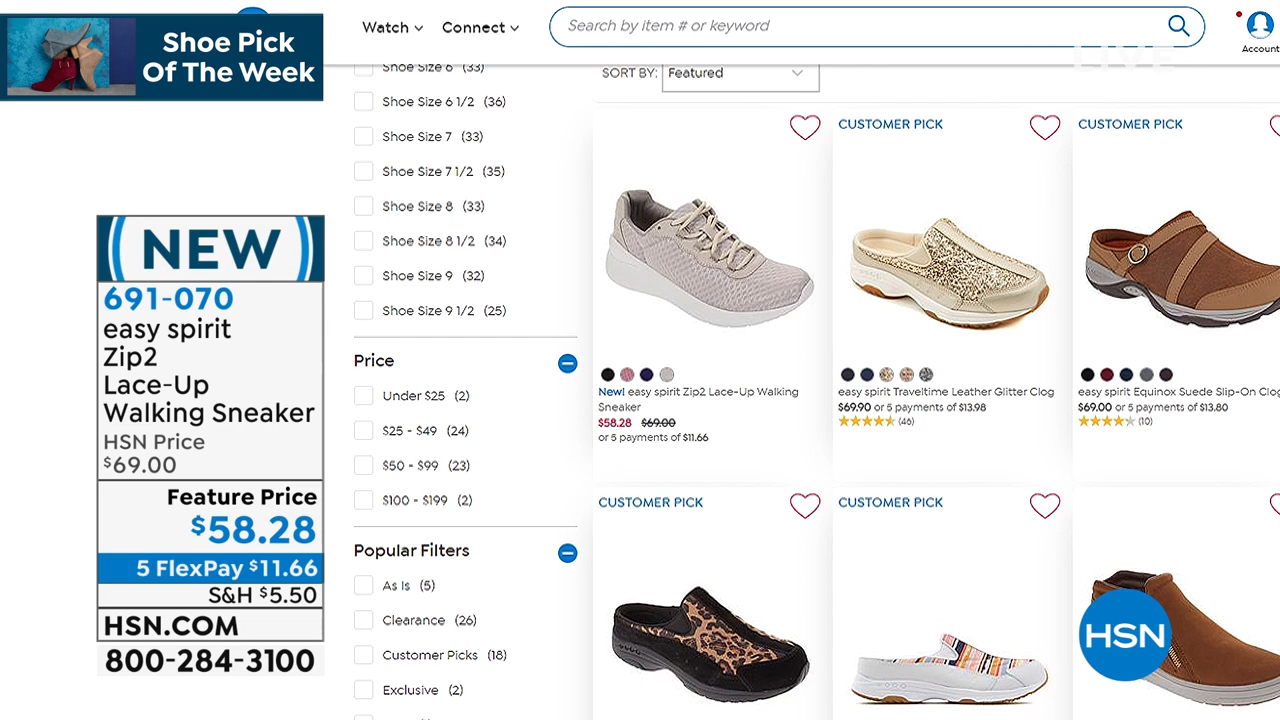 Shoe Pick
Of The Week
Watch
Connect
Search by item # or keyword
Account
LIVE
(NEW)
691-070
easy spirit
Zip2
Lace-Up
Walking Sneaker
HSN Price
$69.00
Feature Price
$58.28
5 FlexPay $11.66
S&H $5.50
HSN.COM
800-284-3100
Shoe Size 6 (33)
Shoe Size 6 1/2 (36)
Shoe Size 7 (33)
Shoe Size 7 1/2 (35)
Shoe Size 8 (33)
Shoe Size 8 1/2 (34)
Shoe Size 9 (32)
Shoe Size 9 1/2 (25)
Price
Under $25 (2)
$25 - $49 (24)
$50 - $99 (23)
$100 - $199 (2)
Popular Filters
As Is (5)
Clearance (26)
Customer Picks (18)
Exclusive (2)
SORT BY: Featured
New! easy spirit Zip2 Lace-Up Walking
Sneaker
$58.28 $69.00
or 5 payments of $11.66
CUSTOMER PICK
easy spirit Traveltime Leather Glitter Clog
$69.90 or 5 payments of $13.98
(46)
CUSTOMER PICK
easy spirit Equinox Suede Slip-On Clog
$69.00 or 5 payments of $13.80
(10)
CUSTOMER PICK
CUSTOMER PICK
HSN